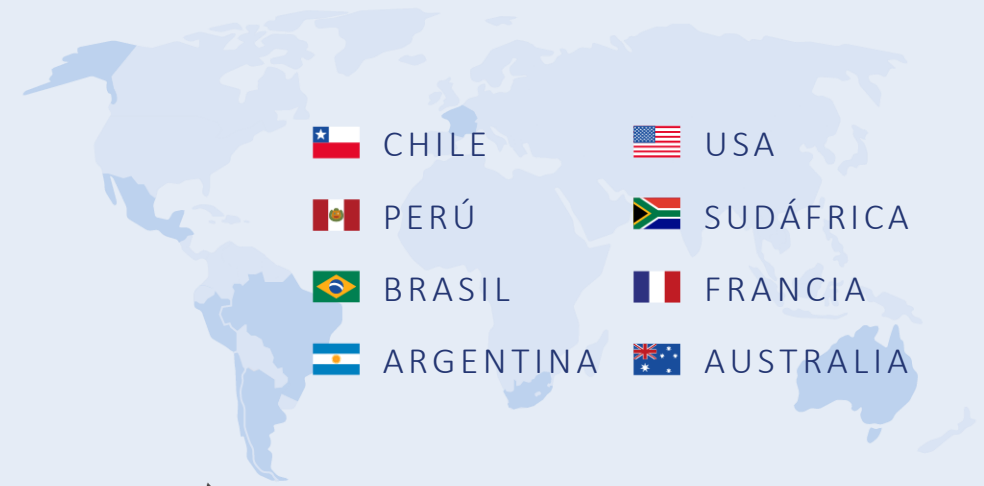 CHILE
PERÚ
BRASIL
ARGENTINA
USA
SUDÁFRICA
FRANCIA
AUSTRALIA